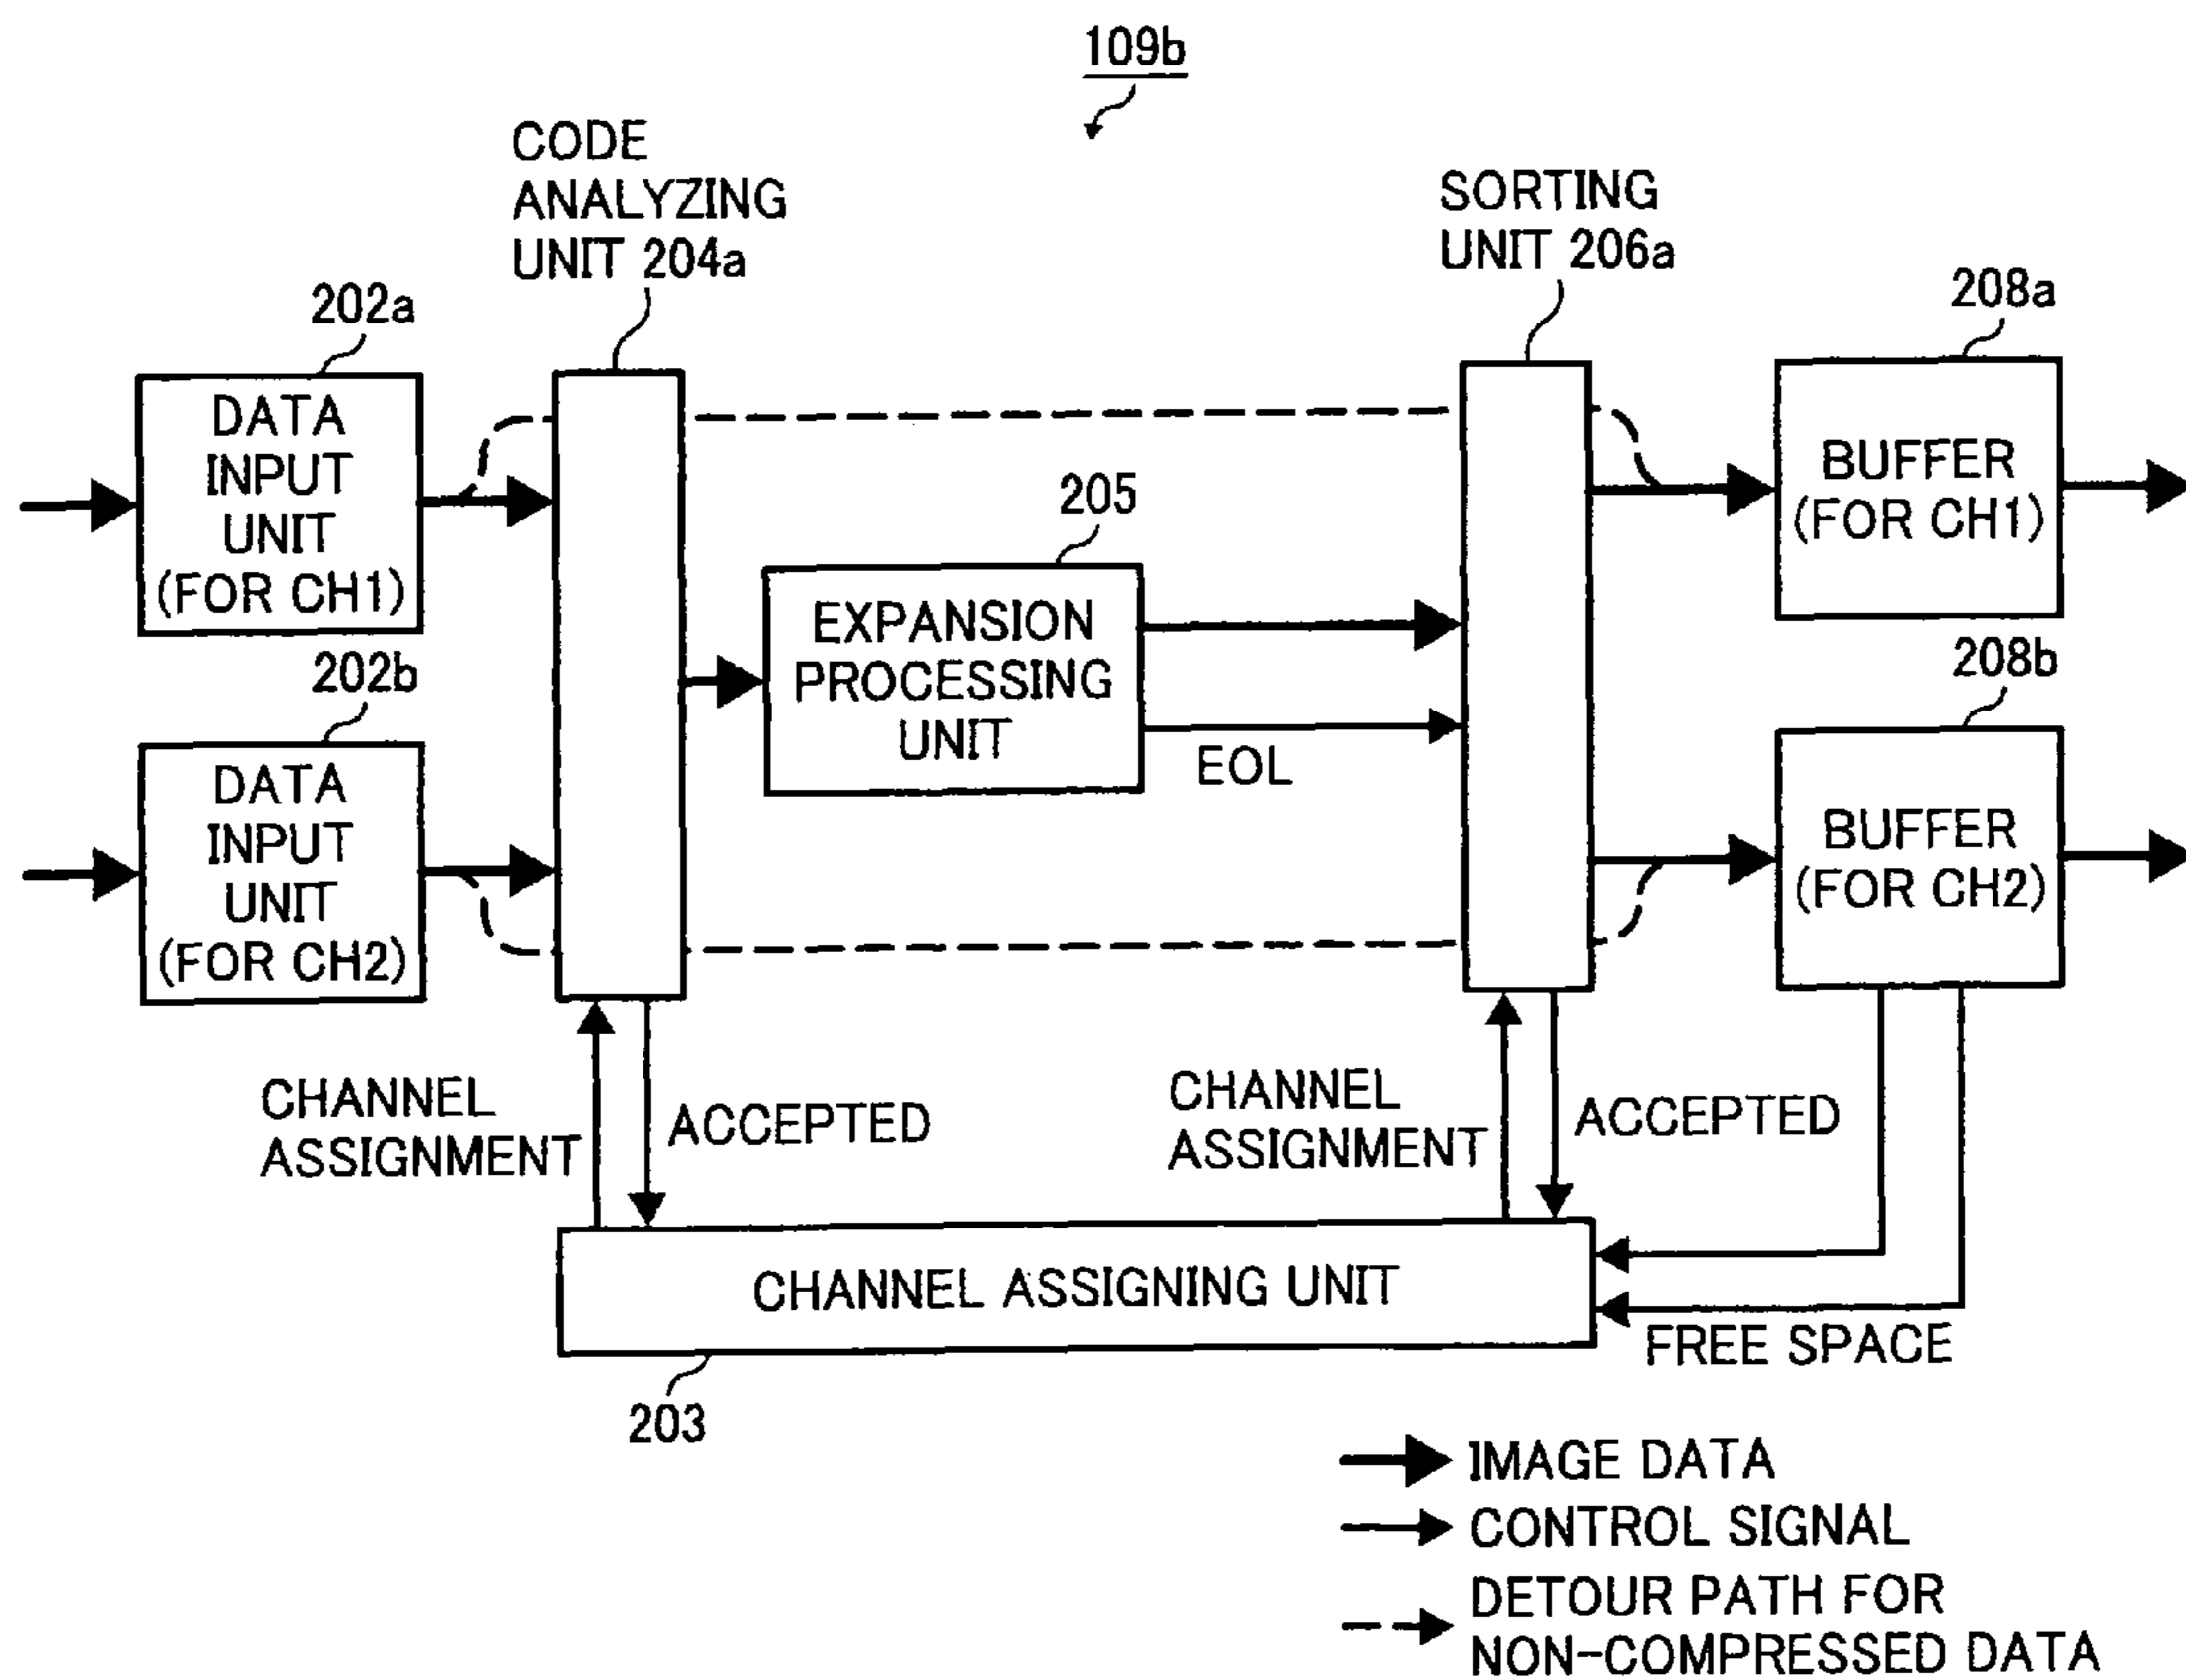 109b
CODE
ANALYZING
UNIT 204a
SORTING
UNIT 206a
202a
208a
DATA
INPUT
UNIT
(FOR CH1)
BUFFER
(FOR CH1)
205
EXPANSION
PROCESSING
UNIT
EOL
202b
208b
DATA
INPUT
UNIT
(FOR CH2)
BUFFER
(FOR CH2)
CHANNEL
ASSIGNMENT
ACCEPTED
CHANNEL
ASSIGNMENT
ACCEPTED
CHANNEL ASSIGNING UNIT
FREE SPACE
203
IMAGE DATA
CONTROL SIGNAL
DETOUR PATH FOR
NON-COMPRESSED DATA